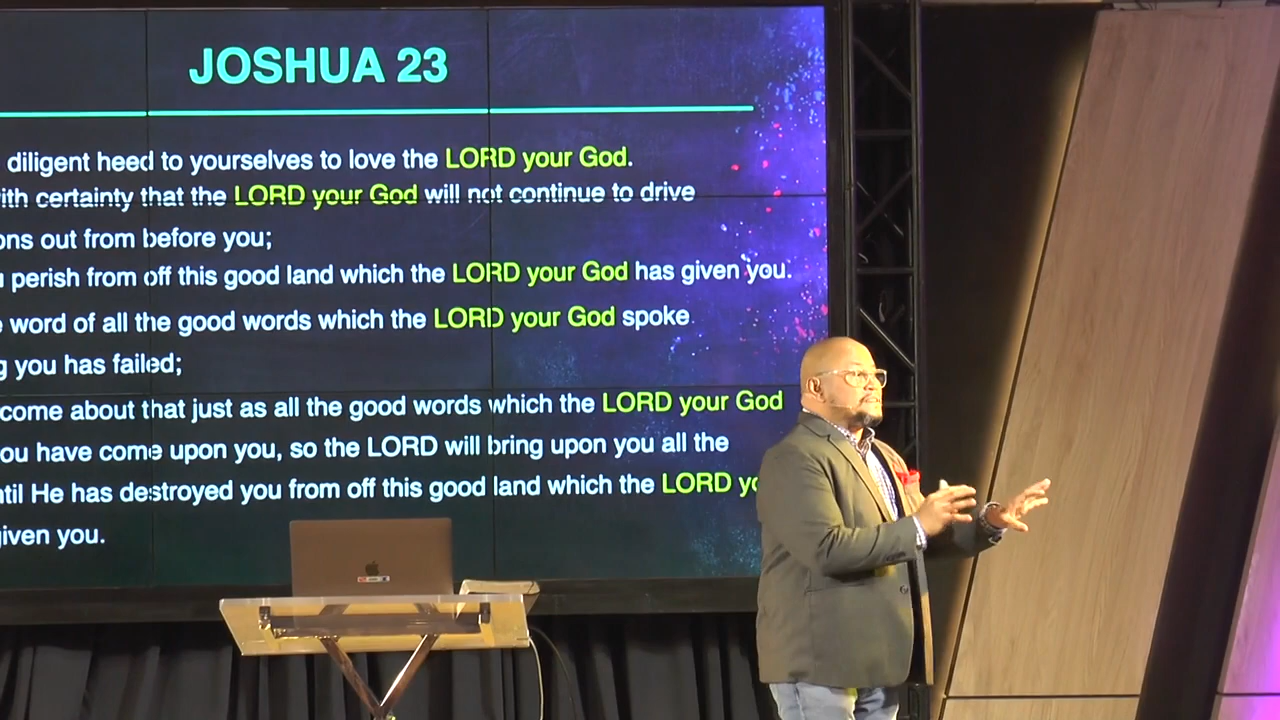 JOSHUA 23
diligent heed to yourselves to love the LORD your God.
certainty that the LORD your God will not continue to drive
out from before you;
perish from off this good land which the LORD your God has given you.
word of all the good words which the LORD your God spoke
you has failed;
come about that just as all the good words which the LORD your God
have come upon you, so the LORD will bring upon you all the
He has destroyed you from off this good land which the LORD
you.